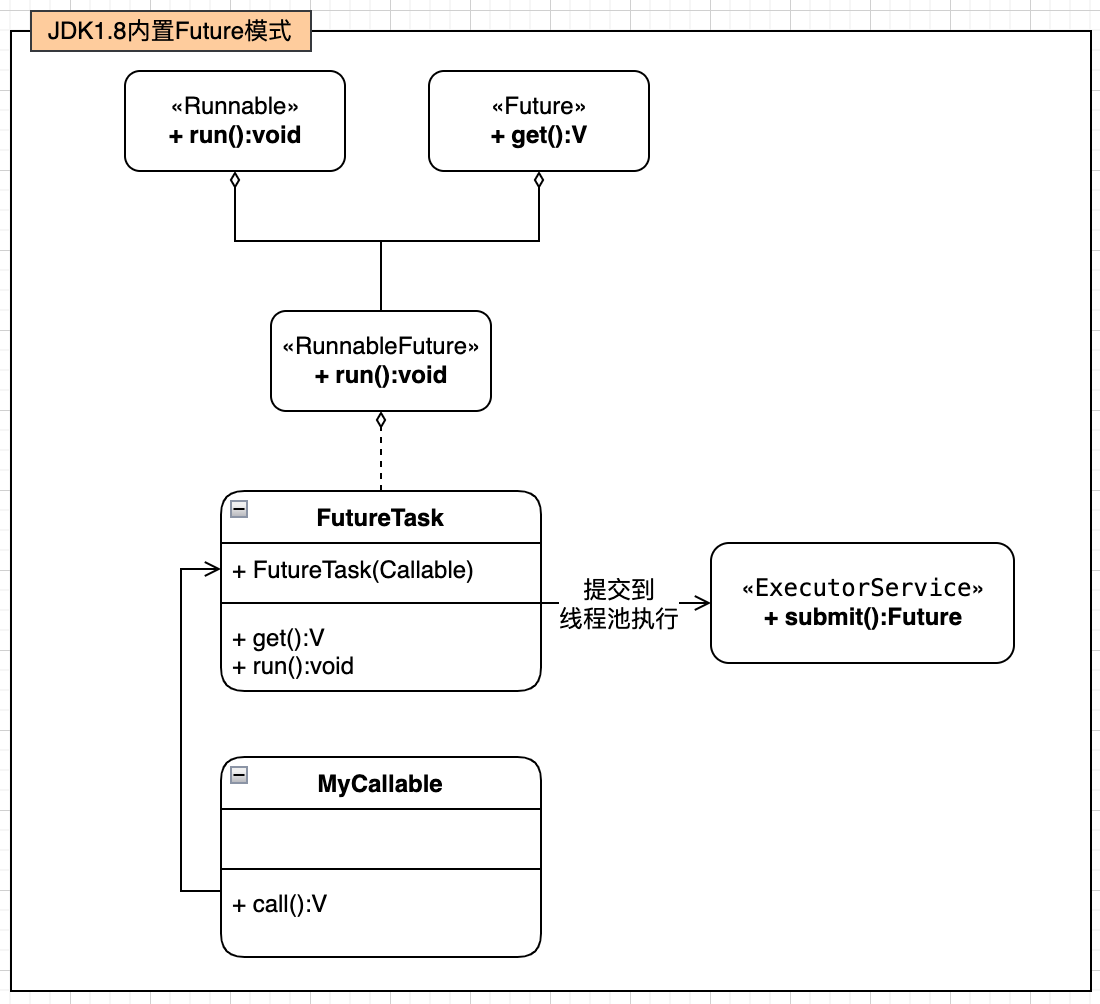 JDK1.8内置Future模式
«Runnable»
+ run():void
«Future»
+ get():V
«RunnableFuture»
+ run():void
FutureTask
+ FutureTask(Callable)
+ get():V
+ run():void
提交到
线程池执行
«ExecutorService»
+ submit():Future
MyCallable
+ call():V